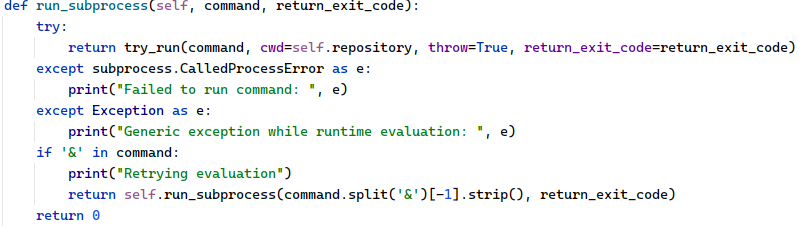 def run_subprocess(self, command, return_exit_code):
    try:
        return try_run(command, cwd=self.repository, throw=True, return_exit_code=return_exit_code)
    except subprocess.CalledProcessError as e:
        print("Failed to run command: ", e)
    except Exception as e:
        print("Generic exception while runtime evaluation: ", e)
    if '&' in command:
        print("Retrying evaluation")
        return self.run_subprocess(command.split('&')[-1].strip(), return_exit_code)
    return 0